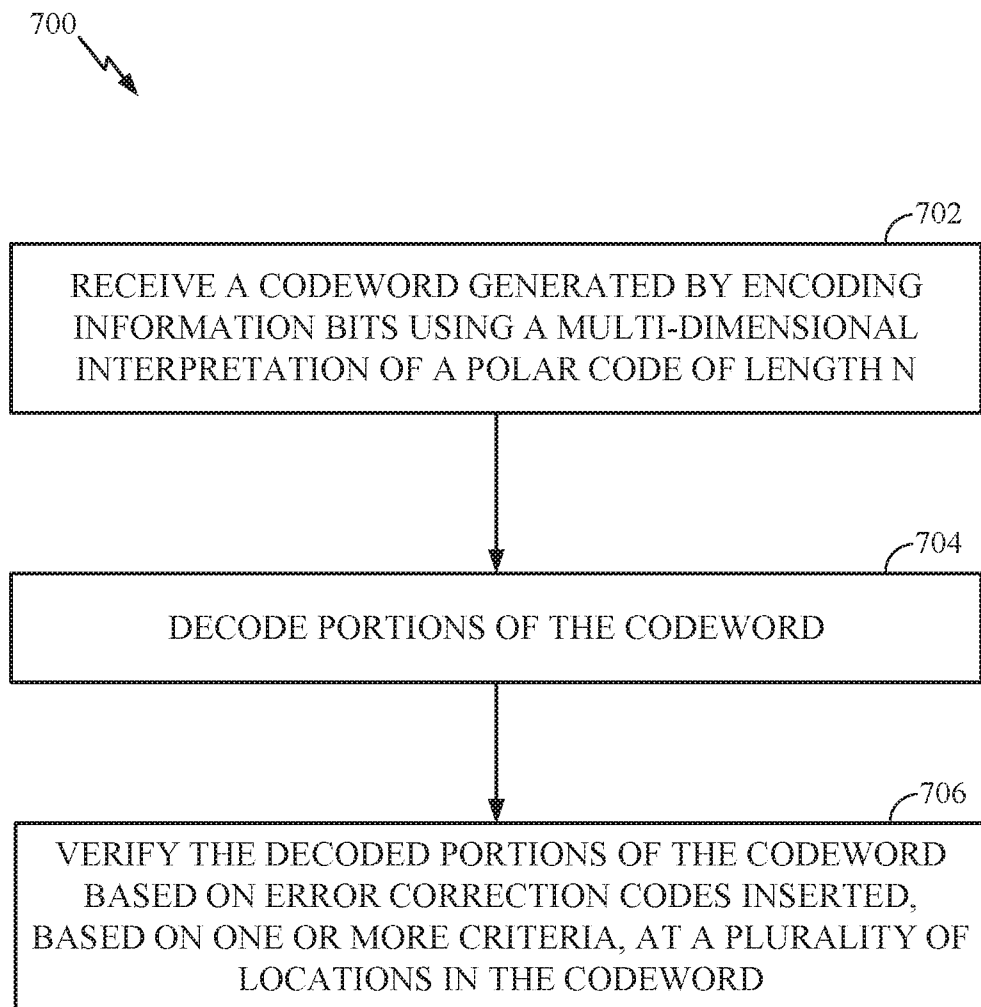 700
702
RECEIVE A CODEWORD GENERATED BY ENCODING
INFORMATION BITS USING A MULTI-DIMENSIONAL
INTERPRETATION OF A POLAR CODE OF LENGTH N
704
DECODE PORTIONS OF THE CODEWORD
706
VERIFY THE DECODED PORTIONS OF THE CODEWORD
BASED ON ERROR CORRECTION CODES INSERTED,
BASED ON ONE OR MORE CRITERIA, AT A PLURALITY OF
LOCATIONS IN THE CODEWORD